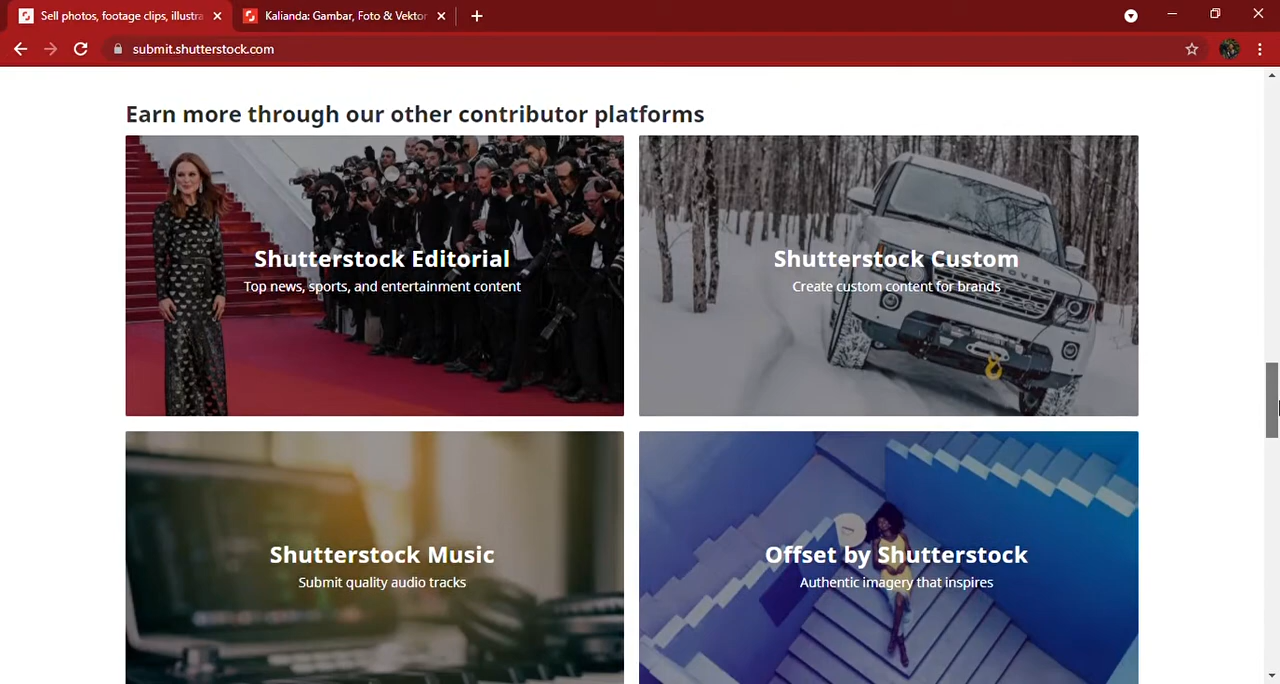 Sell photos, footage clips, illustra
Kalianda: Gambar, Foto & Vektor
submit.shutterstock.com
Earn more through our other contributor platforms
Shutterstock Editorial
Top news, sports, and entertainment content
Shutterstock Custom
Create custom content for brands
Shutterstock Music
Submit quality audio tracks
Offset by Shutterstock
Authentic imagery that inspires